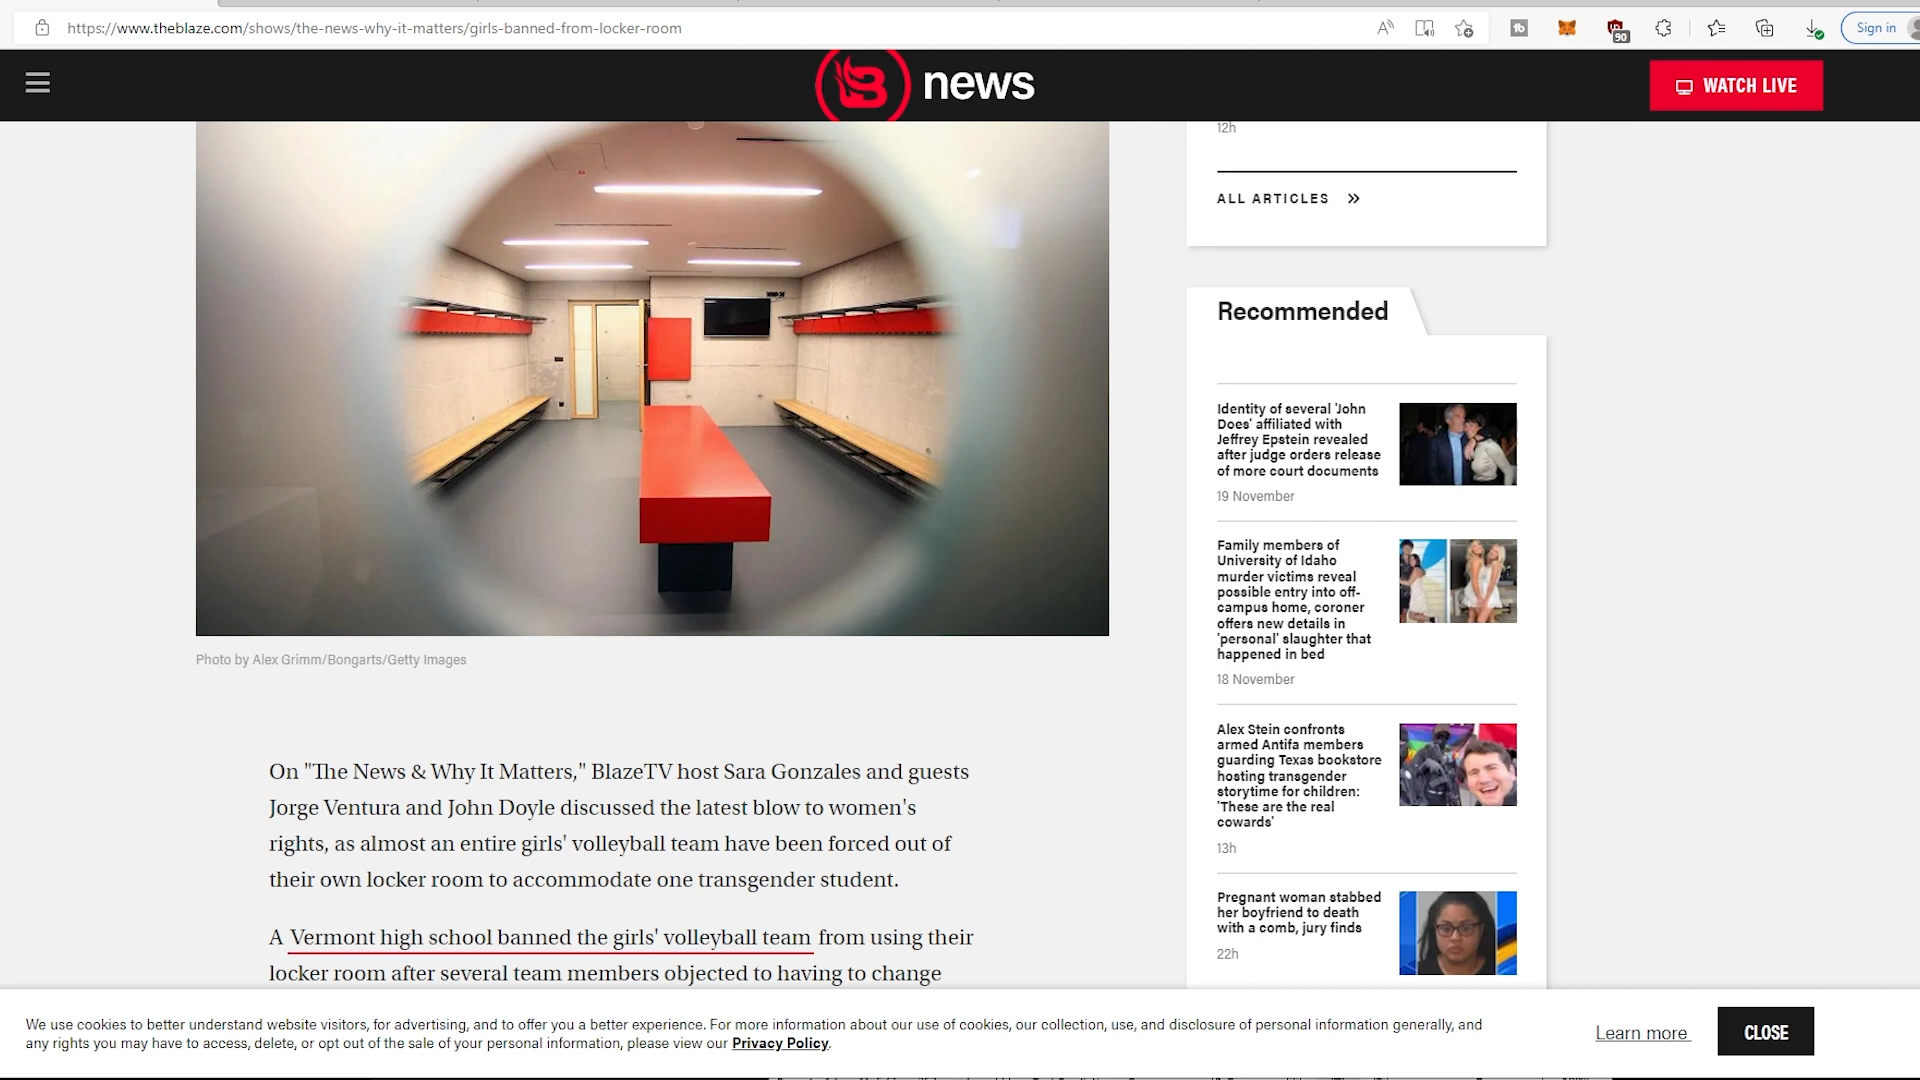 https://www.theblaze.com/shows/the-news-why-it-matters/girls-banned-from-locker-room
90
Sign in
news
WATCH LIVE
12h
ALL ARTICLES
Recommended
Identity of several 'John
Does' affiliated with
Jeffrey Epstein revealed
after judge orders release
of more court documents
19 November
Family members of
University of Idaho
murder victims reveal
possible entry into off-
campus home, coroner
offers new details in
'personal' slaughter that
happened in bed
18 November
Alex Stein confronts
armed Antifa members
guarding Texas bookstore
hosting transgender
storytime for children:
'These are the real
cowards'
13h
Pregnant woman stabbed
her boyfriend to death
with a comb, jury finds
22h
Photo by Alex Grimm/Bongarts/Getty Images
On "The News & Why It Matters," BlazeTV host Sara Gonzales and guests
Jorge Ventura and John Doyle discussed the latest blow to women's
rights, as almost an entire girls' volleyball team have been forced out of
their own locker room to accommodate one transgender student.
A Vermont high school banned the girls' volleyball team from using their
locker room after several team members objected to having to change
We use cookies to better understand website visitors, for advertising, and to offer you a better experience. For more information about our use of cookies, our collection, use, and disclosure of personal information generally, and
any rights you may have to access, delete, or opt out of the sale of your personal information, please view our Privacy Policy.
Learn more
CLOSE